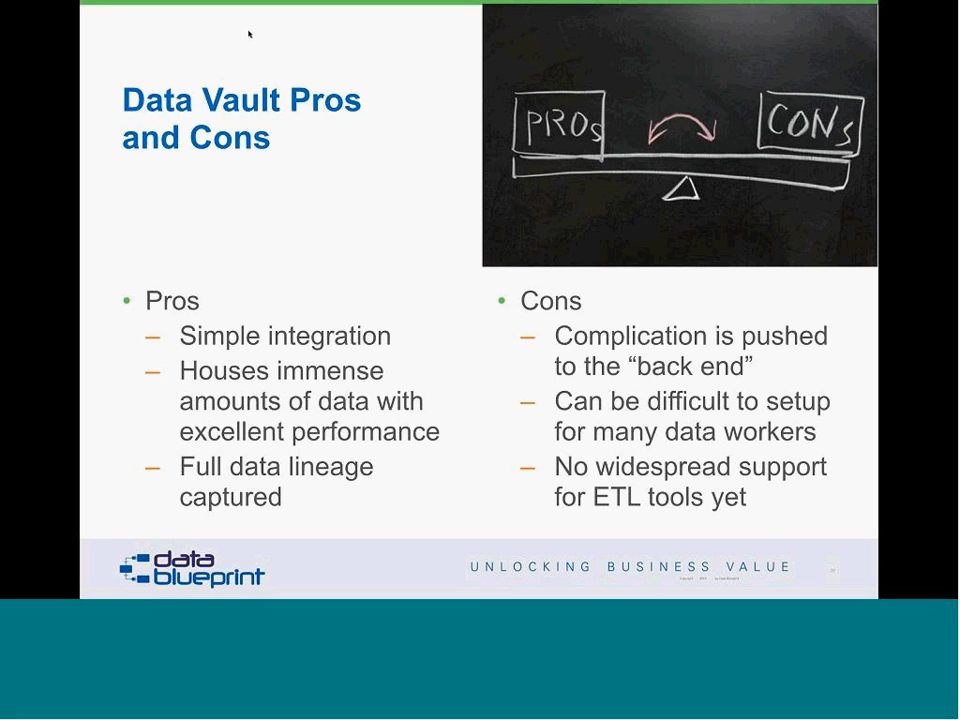 Data Vault Pros
and Cons
PROs
CONs
• Pros
– Simple integration
– Houses immense
amounts of data with
excellent performance
– Full data lineage
captured
• Cons
– Complication is pushed
to the “back end”
– Can be difficult to setup
for many data workers
– No widespread support
for ETL tools yet
data
blueprint
UNLOCKING BUSINESS VALUE